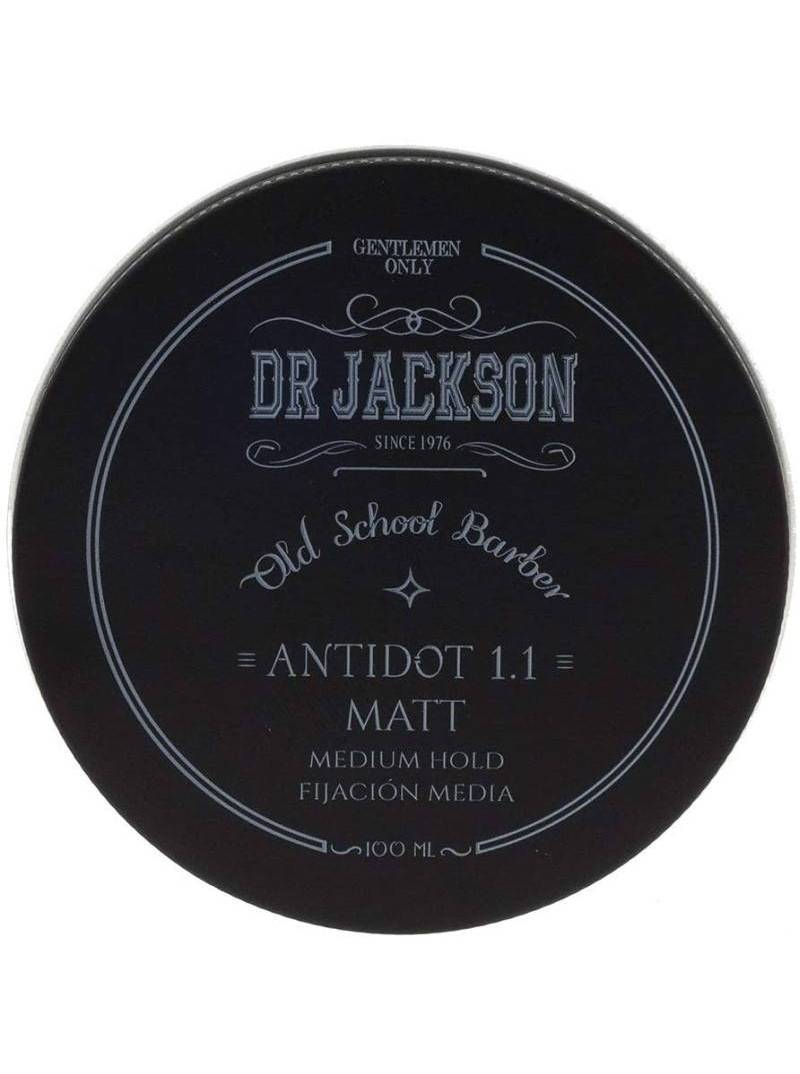 GENTLEMEN
ONLY
DR JACKSON
SINCE 1976
Old School Barber
ANTIDOT 1.1
MATT
MEDIUM HOLD
FIJACIÓN MEDIA
100 ML